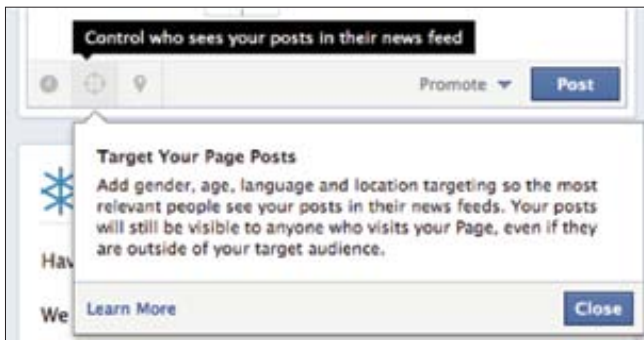 Control who sees your posts in their news feed
Promote Post
Target Your Page Posts
Add gender, age, language and location targeting so the most
relevant people see your posts in their news feeds. Your posts
will still be visible to anyone who visits your Page, even if they
are outside of your target audience.
Hav
We Learn More Close